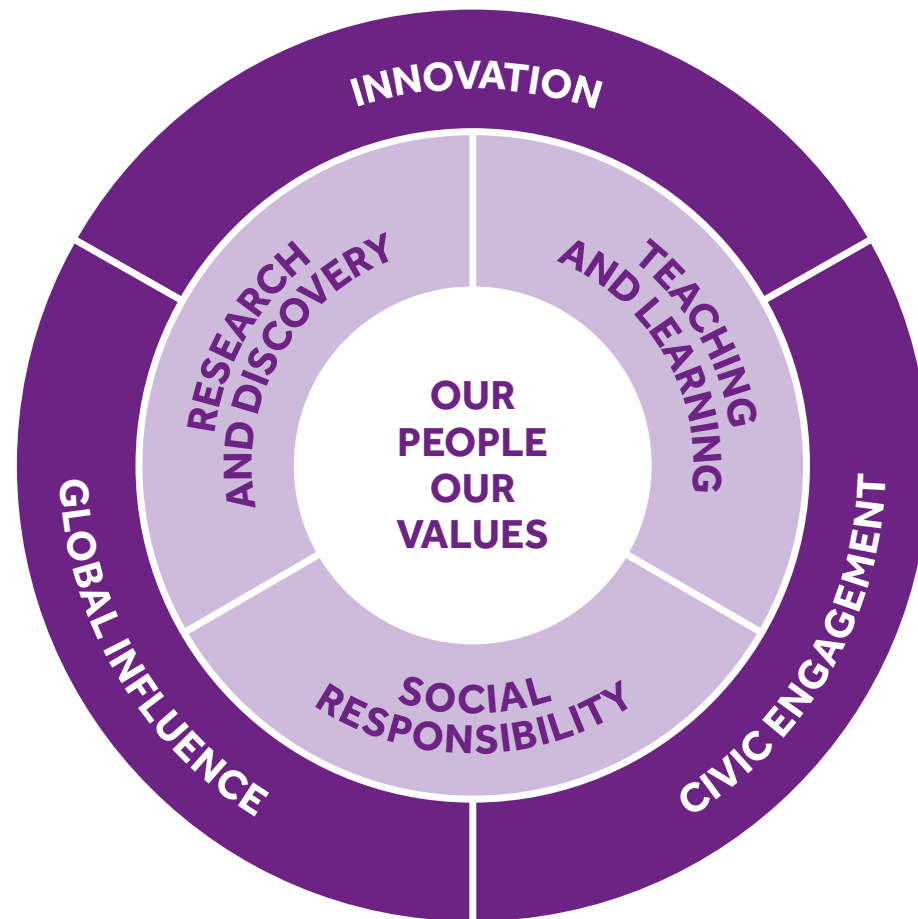 INNOVATION
RESEARCH
AND DISCOVERY
TEACHING
AND LEARNING
OUR
PEOPLE
OUR
VALUES
SOCIAL
RESPONSIBILITY
GLOBAL INFLUENCE
CIVIC ENGAGEMENT